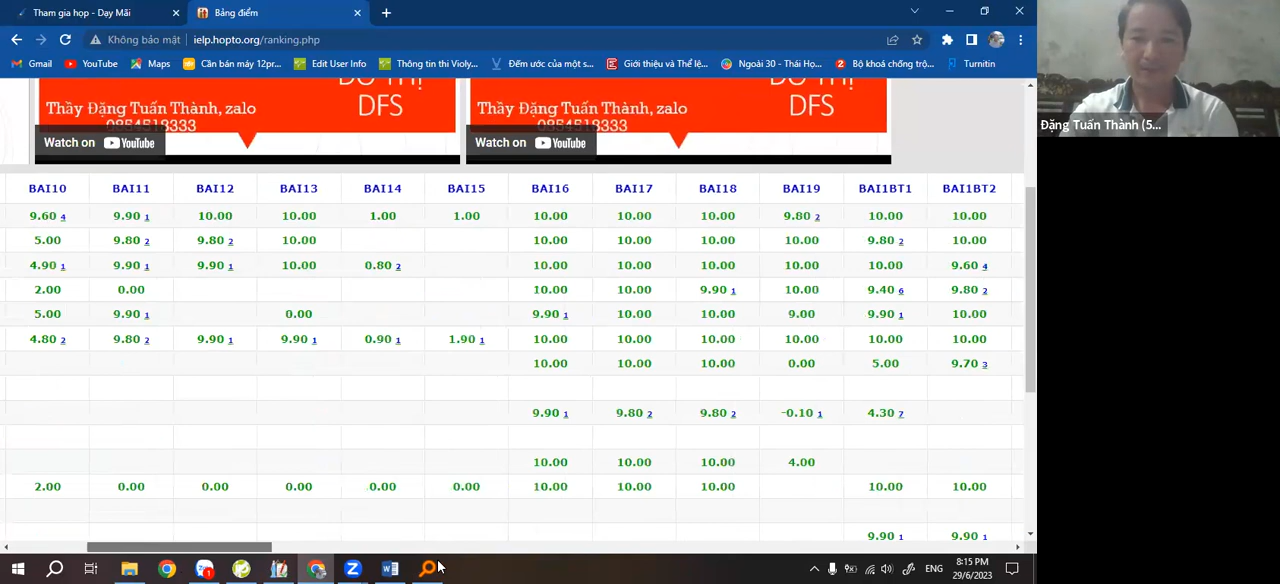 Tham gia họp - Dạy Mãi
Bảng điểm
Không bảo mật
ielp.hopto.org/ranking.php
Gmail
YouTube
Maps
Cân bán máy 12pr...
Edit User Info
Thông tin thi Violy...
Đếm ước của một s...
Giới thiệu và Thể lệ...
Ngoài 30 - Thái Họ...
Bộ khoá chống trộ...
Turnitin
Thầy Đặng Tuấn Thành, zalo
DFS
Watch on YouTube
Thầy Đặng Tuấn Thành, zalo
DFS
Watch on YouTube
Đặng Tuấn Thành (5...
BAI10 BAI11 BAI12 BAI13 BAI14 BAI15 BAI16 BAI17 BAI18 BAI19 BAI1BT1 BAI1BT2
9.60 4 9.90 1 10.00 10.00 1.00 1.00 10.00 10.00 10.00 9.80 2 10.00 10.00
5.00 9.80 2 9.80 2 10.00 10.00 10.00 10.00 10.00 9.80 2 10.00
4.90 1 9.90 1 9.90 1 10.00 0.80 2 10.00 10.00 10.00 10.00 10.00 9.60 4
2.00 0.00 10.00 10.00 9.90 1 10.00 9.40 6 9.80 2
5.00 9.90 1 0.00 9.90 1 10.00 10.00 9.00 9.90 1 10.00
4.80 2 9.80 2 9.90 1 9.90 1 0.90 1 1.90 1 10.00 10.00 10.00 10.00 10.00 10.00
10.00 10.00 10.00 0.00 5.00 9.70 3
9.90 1 9.80 2 9.80 2 -0.10 1 4.30 7
10.00 10.00 10.00 4.00
2.00 0.00 0.00 0.00 0.00 0.00 10.00 10.00 10.00 10.00 10.00
9.90 1 9.90 1
ENG
8:15 PM
29/6/2023